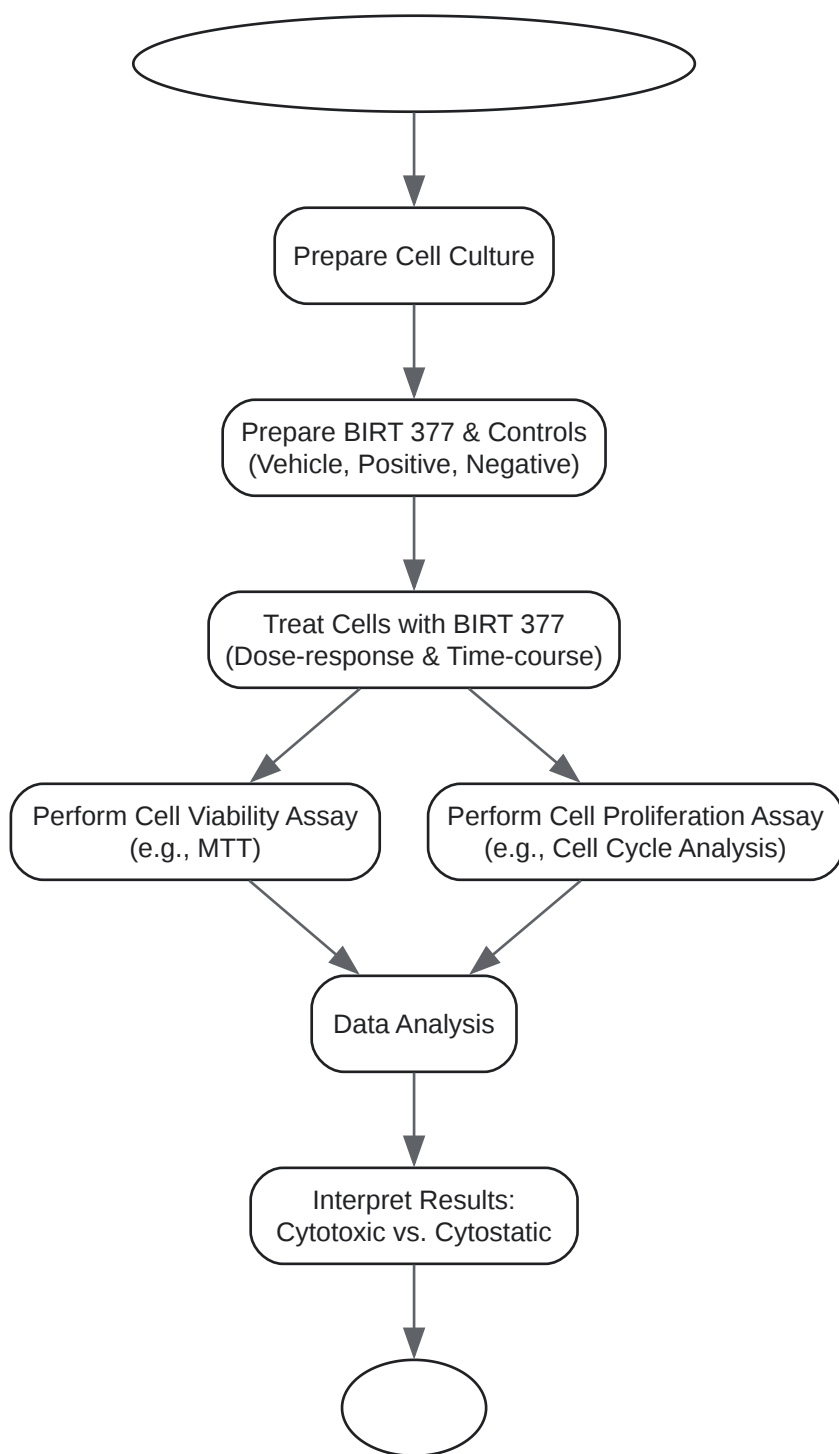 Prepare Cell Culture
Prepare BIRT 377 & Controls
(Vehicle, Positive, Negative)
Treat Cells with BIRT 377
(Dose-response & Time-course)
Perform Cell Viability Assay
(e.g., MTT)
Perform Cell Proliferation Assay
(e.g., Cell Cycle Analysis)
Data Analysis
Interpret Results:
Cytotoxic vs. Cytostatic